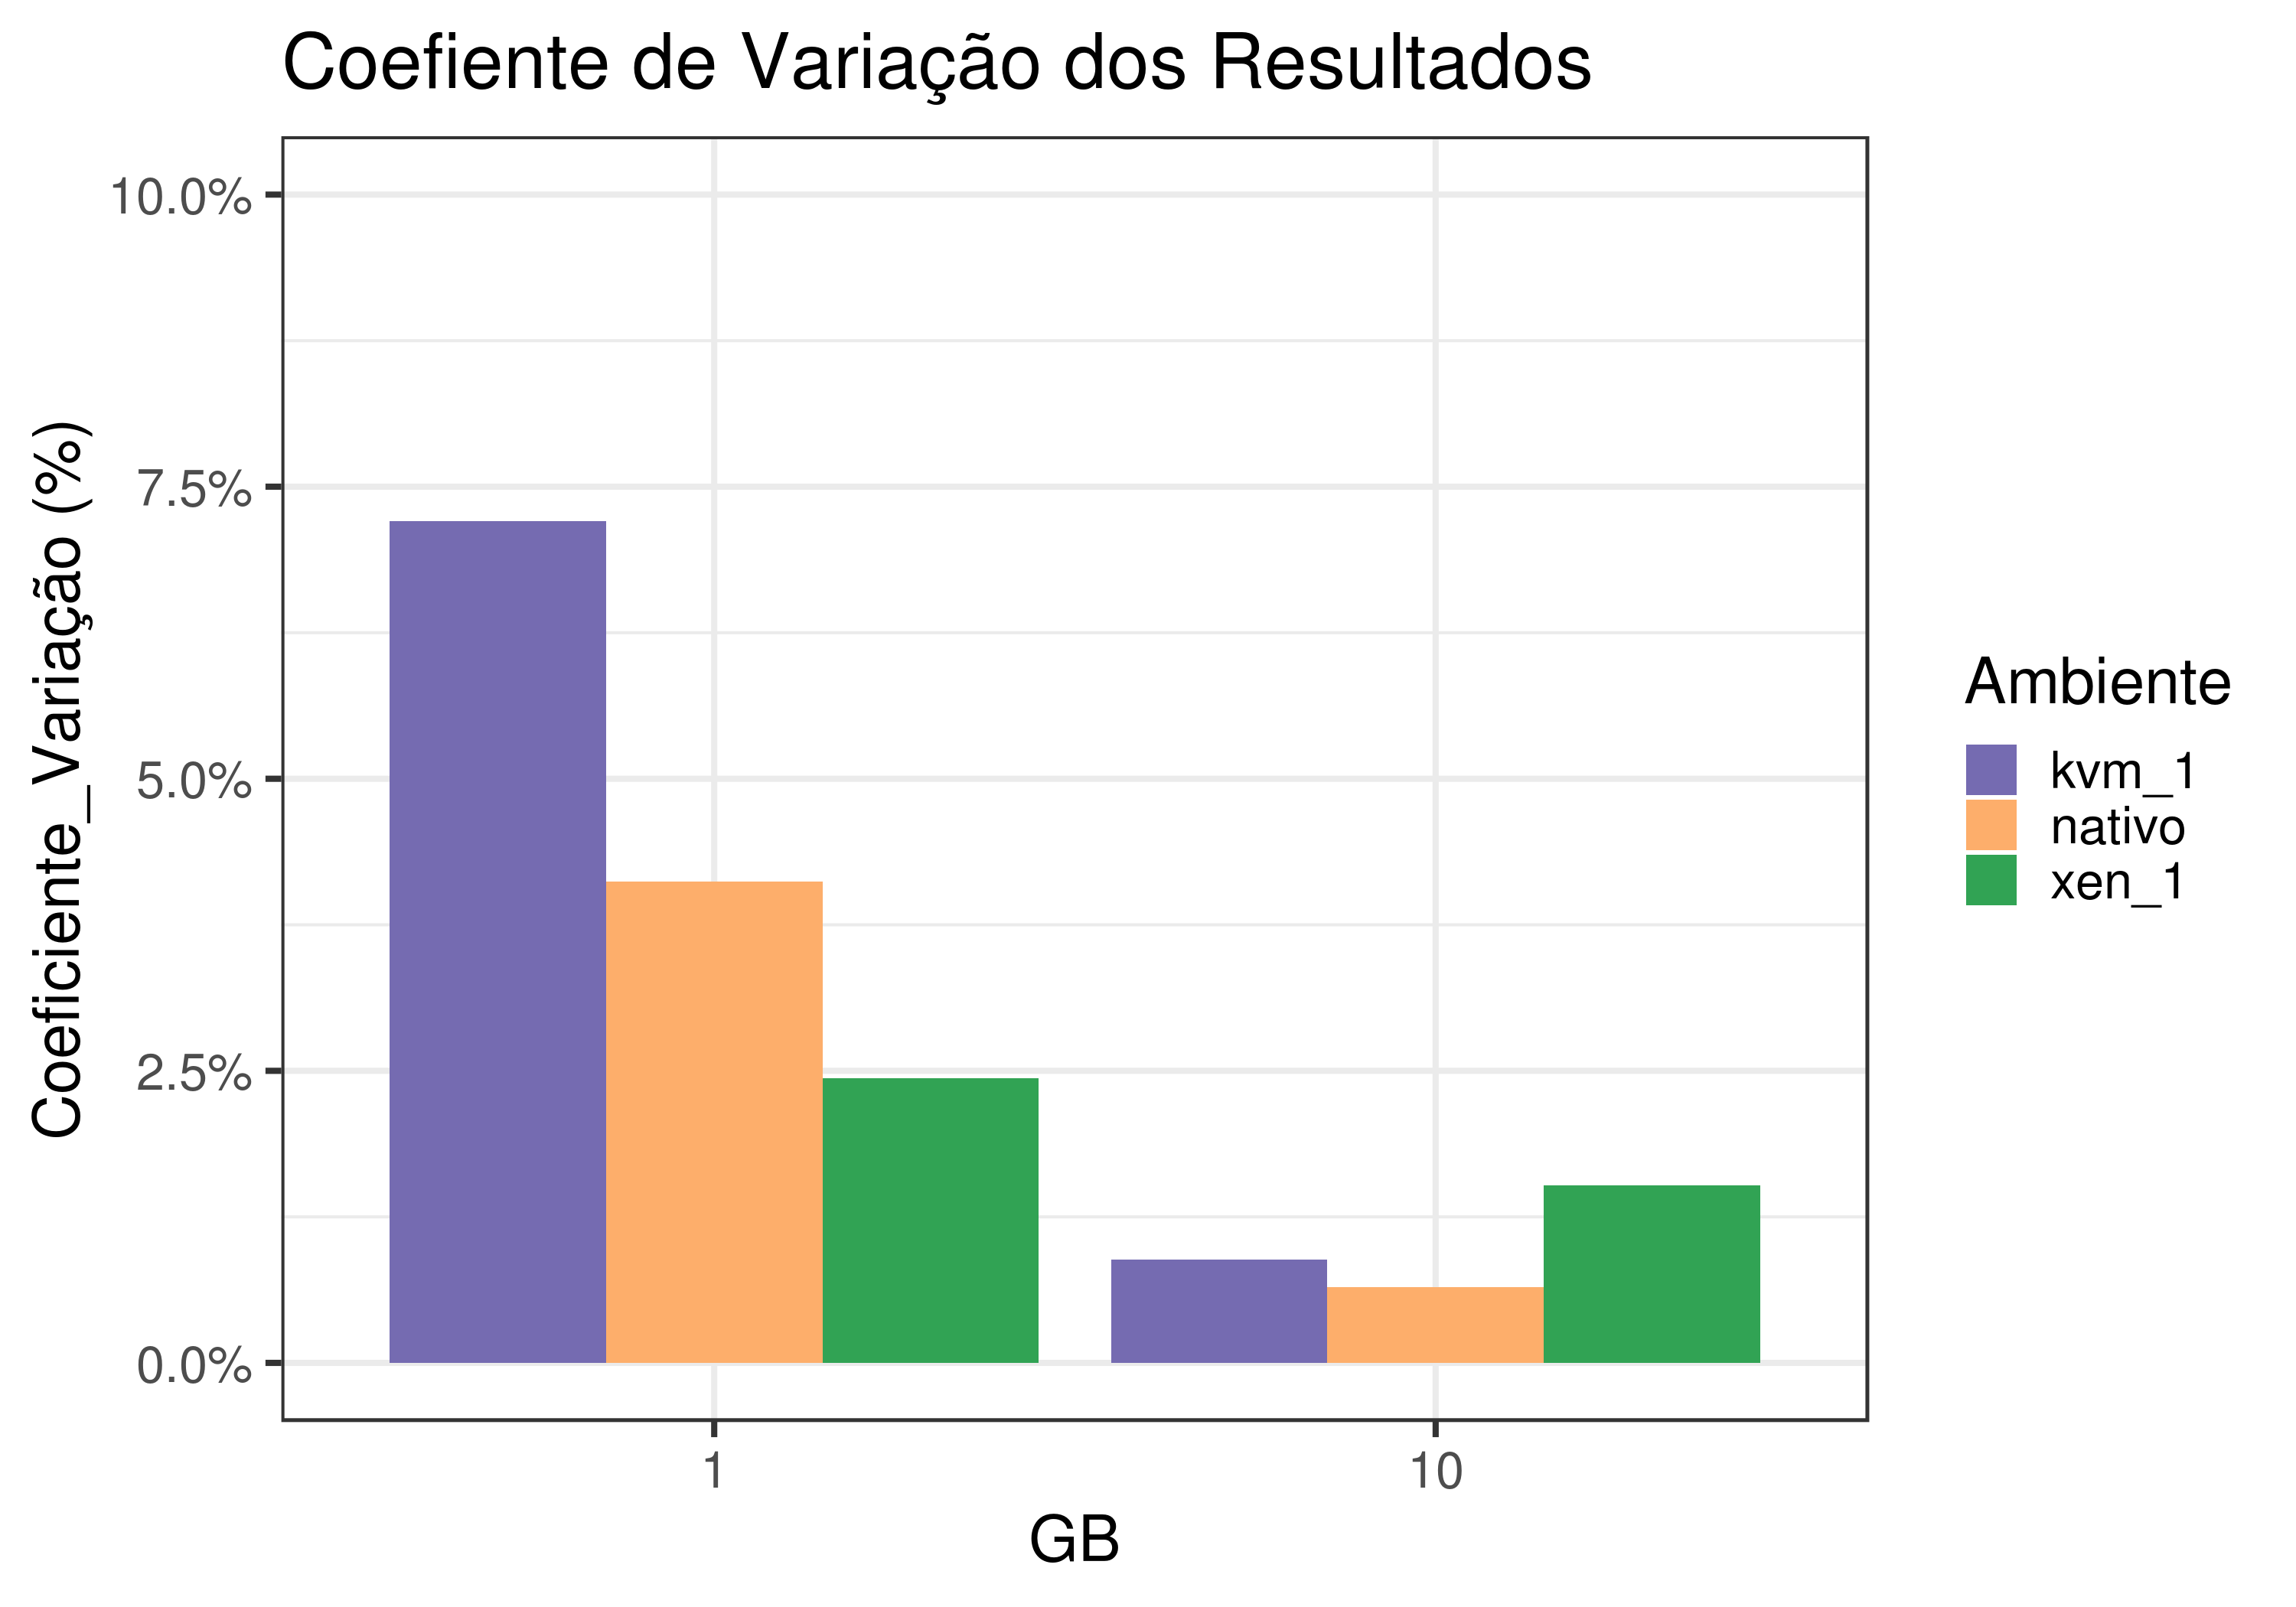 Coefiente de Variação dos Resultados
Coeficiente_Variação (%)
10.0%
7.5%
5.0%
2.5%
0.0%
1
10
GB
Ambiente
kvm_1
nativo
xen_1